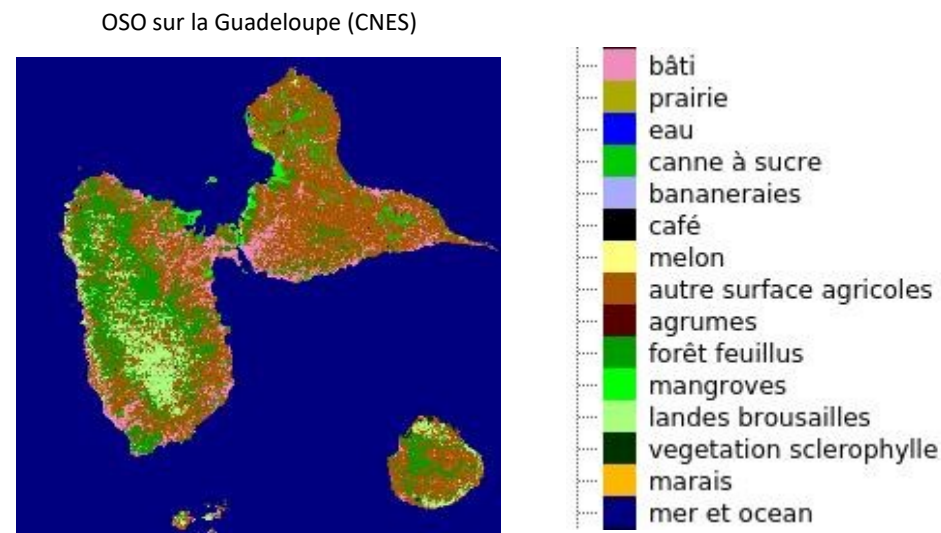 OSO sur la Guadeloupe (CNES)
bâti
prairie
eau
canne à sucre
bananeraies
café
melon
autre surface agricoles
agrumes
forêt feuillus
mangroves
landes brousailles
vegetation sclerophylle
marais
mer et ocean